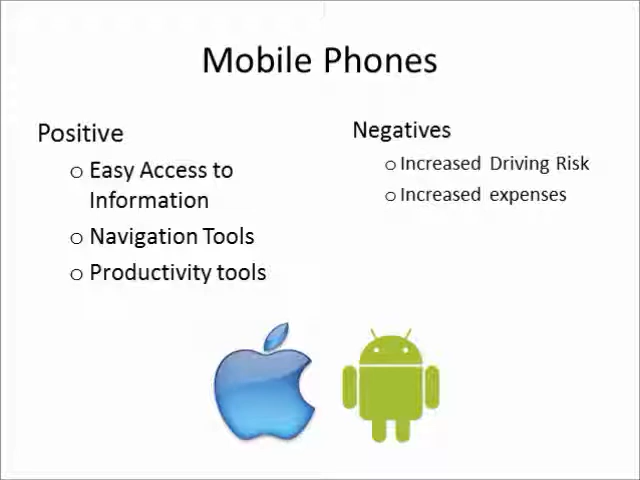 Mobile Phones
Positive
o Easy Access to
Information
o Navigation Tools
o Productivity tools
Negatives
o Increased Driving Risk
o Increased expenses